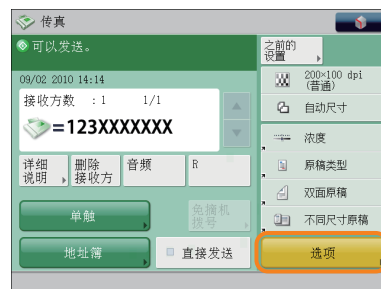 传真
可以发送。
之前的
设置
09/02 2010 14:14
200×100 dpi
(普通)
接收方数 : 1 1/1
自动尺寸
=123XXXXXXX
浓度
详细
说明
删除
接收方
音频
R
原稿类型
双面原稿
单触
免摘机
拨号
不同尺寸原稿
地址簿
直接发送
选项